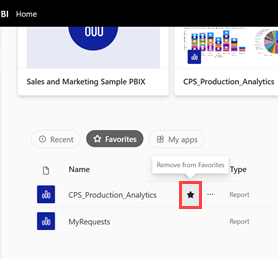 BI Home
Sales and Marketing Sample PBIX
CPS_Production_Analytics
Recent Favorites My apps
Remove from Favorites
Name Type
CPS_Production_Analytics ... Report
MyRequests Report